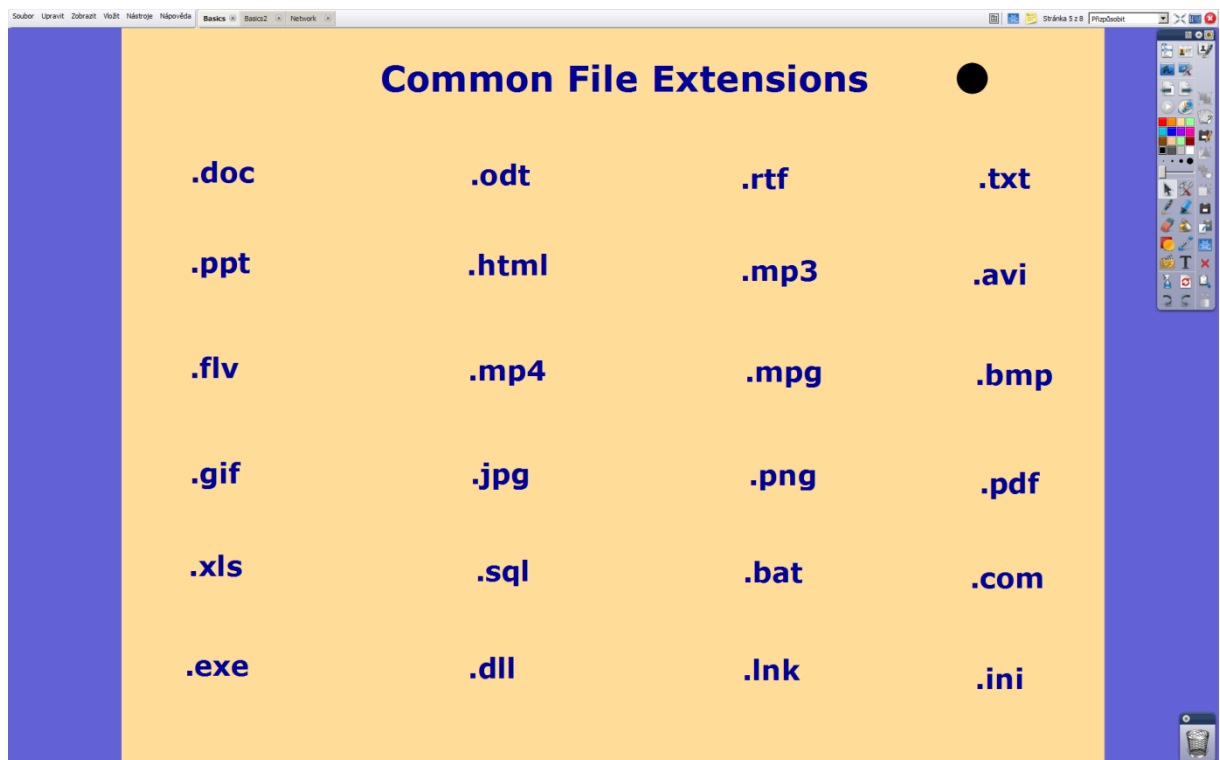 Soubor Upravit Zobrazit Vložit Nástroje Nápověda Basics Basics2 Network Stránka 5 z 8 Přizpůsobit
Common File Extensions
.doc .odt .rtf .txt
.ppt .html .mp3 .avi
.flv .mp4 .mpg .bmp
.gif .jpg .png .pdf
.xls .sql .bat .com
.exe .dll .lnk .ini